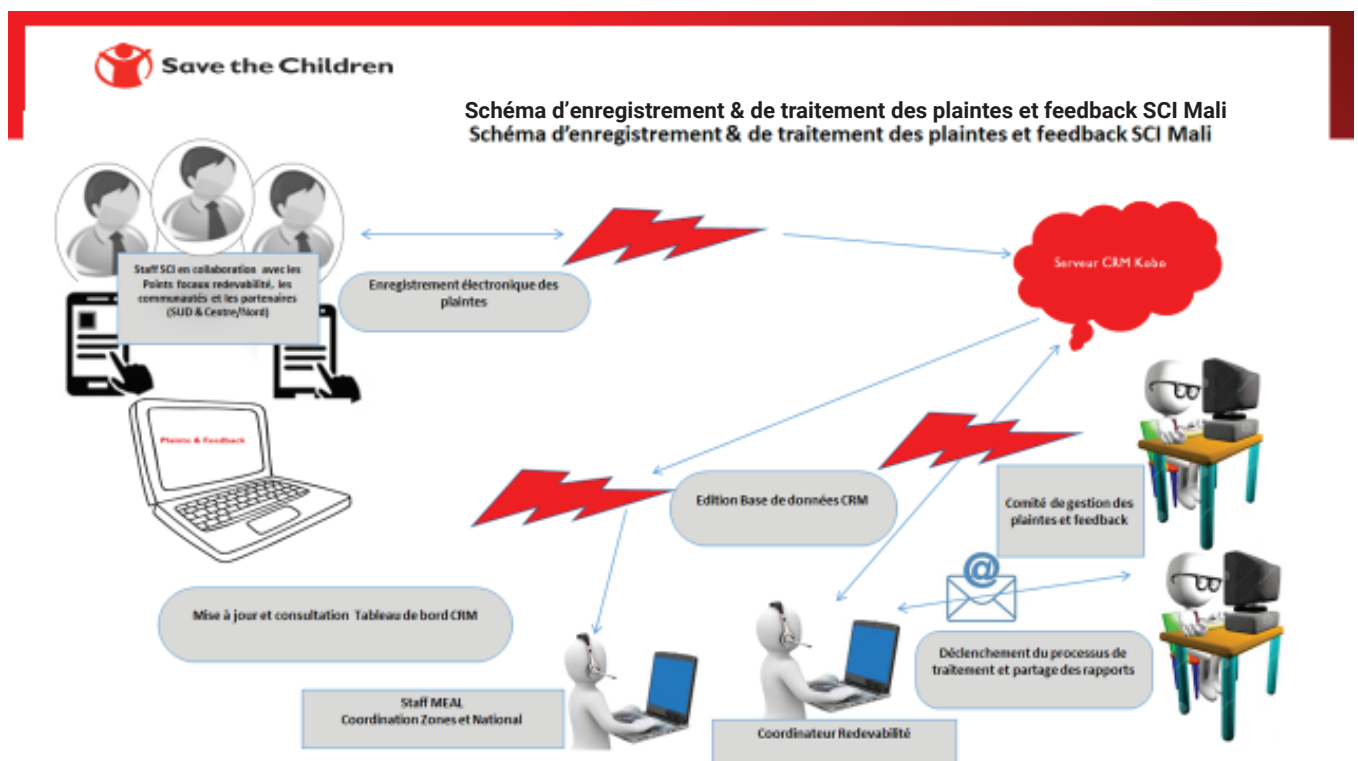 Save the Children
Schéma d’enregistrement & de traitement des plaintes et feedback SCI Mali
Schéma d’enregistrement & de traitement des plaintes et feedback SCI Mali
Staff SCI en collaboration avec les
Points focaux redevabilité, les
communautés et les partenaires
(SUD & Centre/Nord)
Enregistrement électronique des
plaintes
Serveur CRM Kobo
Plainte & Feedback
Edition Base de données CRM
Comité de gestion des
plaintes et feedback
@
Mise à jour et consultation Tableau de bord CRM
Déclenchement du processus de
traitement et partage des rapports
Staff MEAL
Coordination Zones et National
Coordinateur Redevabilité